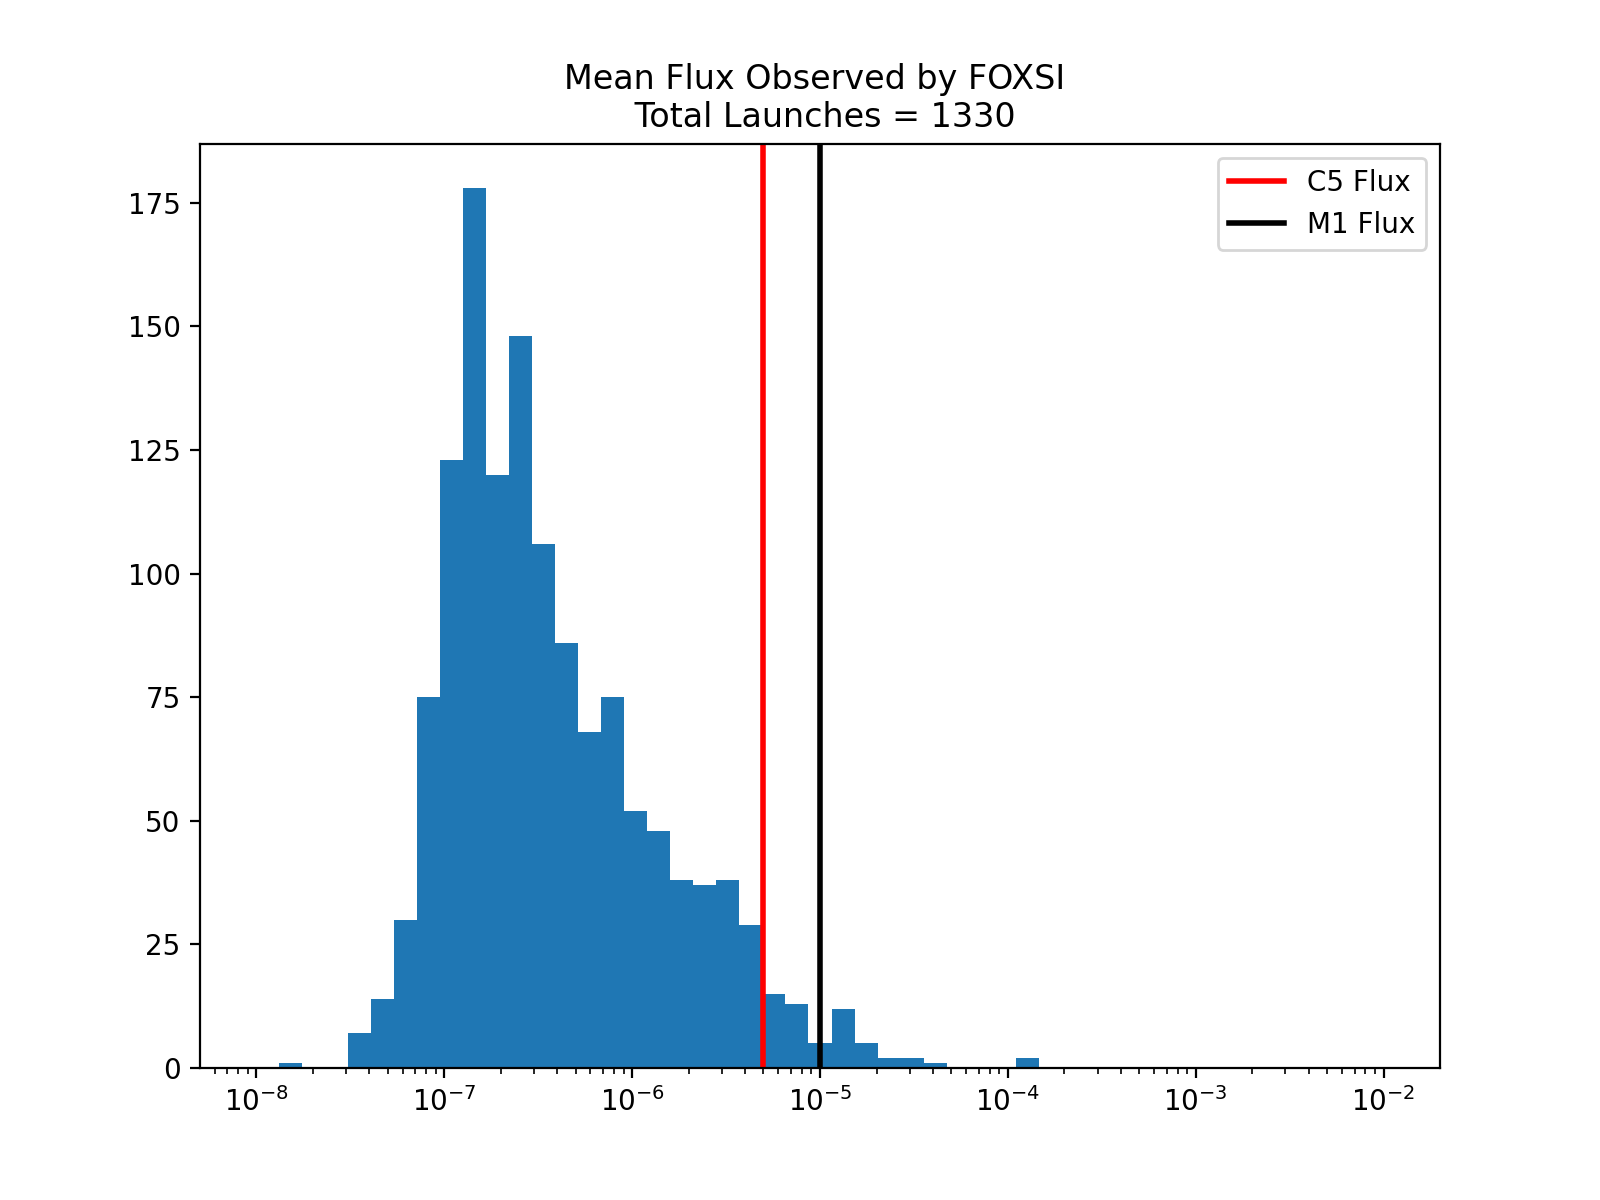 Mean Flux Observed by FOXSI
Total Launches = 1330
C5 Flux
M1 Flux
175
150
125
100
75
50
25
0
10⁻⁸ 10⁻⁷ 10⁻⁶ 10⁻⁵ 10⁻⁴ 10⁻³ 10⁻²